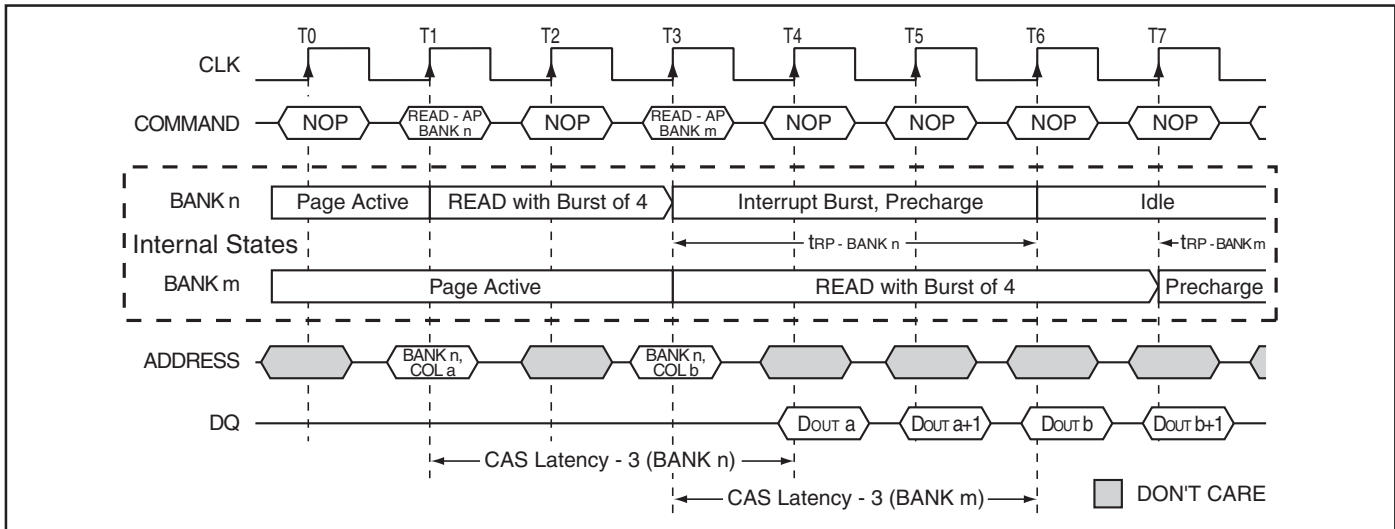 T0 T1 T2 T3 T4 T5 T6 T7
CLK
COMMAND NOP READ - AP BANK n NOP READ - AP BANK m NOP NOP NOP NOP
BANK n Page Active READ with Burst of 4 Interrupt Burst, Precharge Idle
Internal States tRP - BANK n tRP - BANK m
BANK m Page Active READ with Burst of 4 Precharge
ADDRESS BANK n, COL a BANK n, COL b
DQ DOUT a DOUT a+1 DOUT b DOUT b+1
CAS Latency - 3 (BANK n)
CAS Latency - 3 (BANK m) DON'T CARE